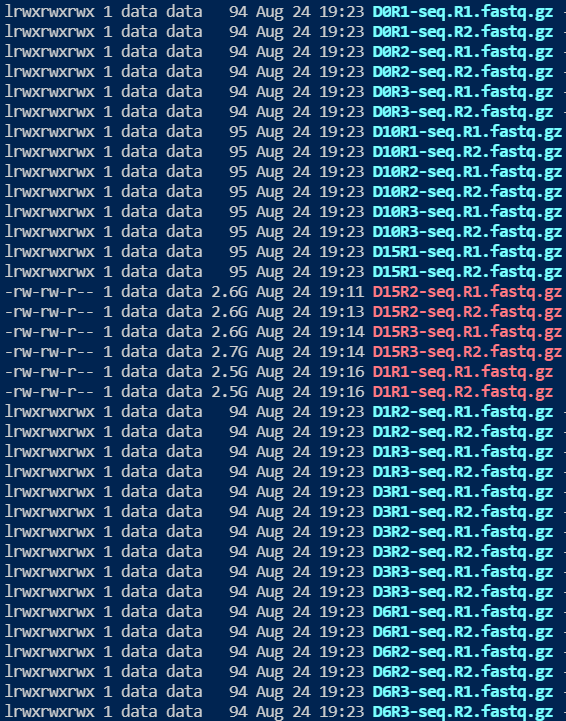 lrwxrwxrwx 1 data data   94 Aug 24 19:23 D0R1-seq.R1.fastq.gz
lrwxrwxrwx 1 data data   94 Aug 24 19:23 D0R1-seq.R2.fastq.gz
lrwxrwxrwx 1 data data   94 Aug 24 19:23 D0R2-seq.R1.fastq.gz
lrwxrwxrwx 1 data data   94 Aug 24 19:23 D0R2-seq.R2.fastq.gz
lrwxrwxrwx 1 data data   94 Aug 24 19:23 D0R3-seq.R1.fastq.gz
lrwxrwxrwx 1 data data   94 Aug 24 19:23 D0R3-seq.R2.fastq.gz
lrwxrwxrwx 1 data data   95 Aug 24 19:23 D10R1-seq.R1.fastq.gz
lrwxrwxrwx 1 data data   95 Aug 24 19:23 D10R1-seq.R2.fastq.gz
lrwxrwxrwx 1 data data   95 Aug 24 19:23 D10R2-seq.R1.fastq.gz
lrwxrwxrwx 1 data data   95 Aug 24 19:23 D10R2-seq.R2.fastq.gz
lrwxrwxrwx 1 data data   95 Aug 24 19:23 D10R3-seq.R1.fastq.gz
lrwxrwxrwx 1 data data   95 Aug 24 19:23 D10R3-seq.R2.fastq.gz
lrwxrwxrwx 1 data data   95 Aug 24 19:23 D15R1-seq.R1.fastq.gz
lrwxrwxrwx 1 data data   95 Aug 24 19:23 D15R1-seq.R2.fastq.gz
-rw-rw-r-- 1 data data 2.6G Aug 24 19:11 D15R2-seq.R1.fastq.gz
-rw-rw-r-- 1 data data 2.6G Aug 24 19:13 D15R2-seq.R2.fastq.gz
-rw-rw-r-- 1 data data 2.6G Aug 24 19:14 D15R3-seq.R1.fastq.gz
-rw-rw-r-- 1 data data 2.7G Aug 24 19:14 D15R3-seq.R2.fastq.gz
-rw-rw-r-- 1 data data 2.5G Aug 24 19:16 D1R1-seq.R1.fastq.gz
-rw-rw-r-- 1 data data 2.5G Aug 24 19:16 D1R1-seq.R2.fastq.gz
lrwxrwxrwx 1 data data   94 Aug 24 19:23 D1R2-seq.R1.fastq.gz
lrwxrwxrwx 1 data data   94 Aug 24 19:23 D1R2-seq.R2.fastq.gz
lrwxrwxrwx 1 data data   94 Aug 24 19:23 D1R3-seq.R1.fastq.gz
lrwxrwxrwx 1 data data   94 Aug 24 19:23 D1R3-seq.R2.fastq.gz
lrwxrwxrwx 1 data data   94 Aug 24 19:23 D3R1-seq.R1.fastq.gz
lrwxrwxrwx 1 data data   94 Aug 24 19:23 D3R1-seq.R2.fastq.gz
lrwxrwxrwx 1 data data   94 Aug 24 19:23 D3R2-seq.R1.fastq.gz
lrwxrwxrwx 1 data data   94 Aug 24 19:23 D3R2-seq.R2.fastq.gz
lrwxrwxrwx 1 data data   94 Aug 24 19:23 D3R3-seq.R1.fastq.gz
lrwxrwxrwx 1 data data   94 Aug 24 19:23 D3R3-seq.R2.fastq.gz
lrwxrwxrwx 1 data data   94 Aug 24 19:23 D6R1-seq.R1.fastq.gz
lrwxrwxrwx 1 data data   94 Aug 24 19:23 D6R1-seq.R2.fastq.gz
lrwxrwxrwx 1 data data   94 Aug 24 19:23 D6R2-seq.R1.fastq.gz
lrwxrwxrwx 1 data data   94 Aug 24 19:23 D6R2-seq.R2.fastq.gz
lrwxrwxrwx 1 data data   94 Aug 24 19:23 D6R3-seq.R1.fastq.gz
lrwxrwxrwx 1 data data   94 Aug 24 19:23 D6R3-seq.R2.fastq.gz